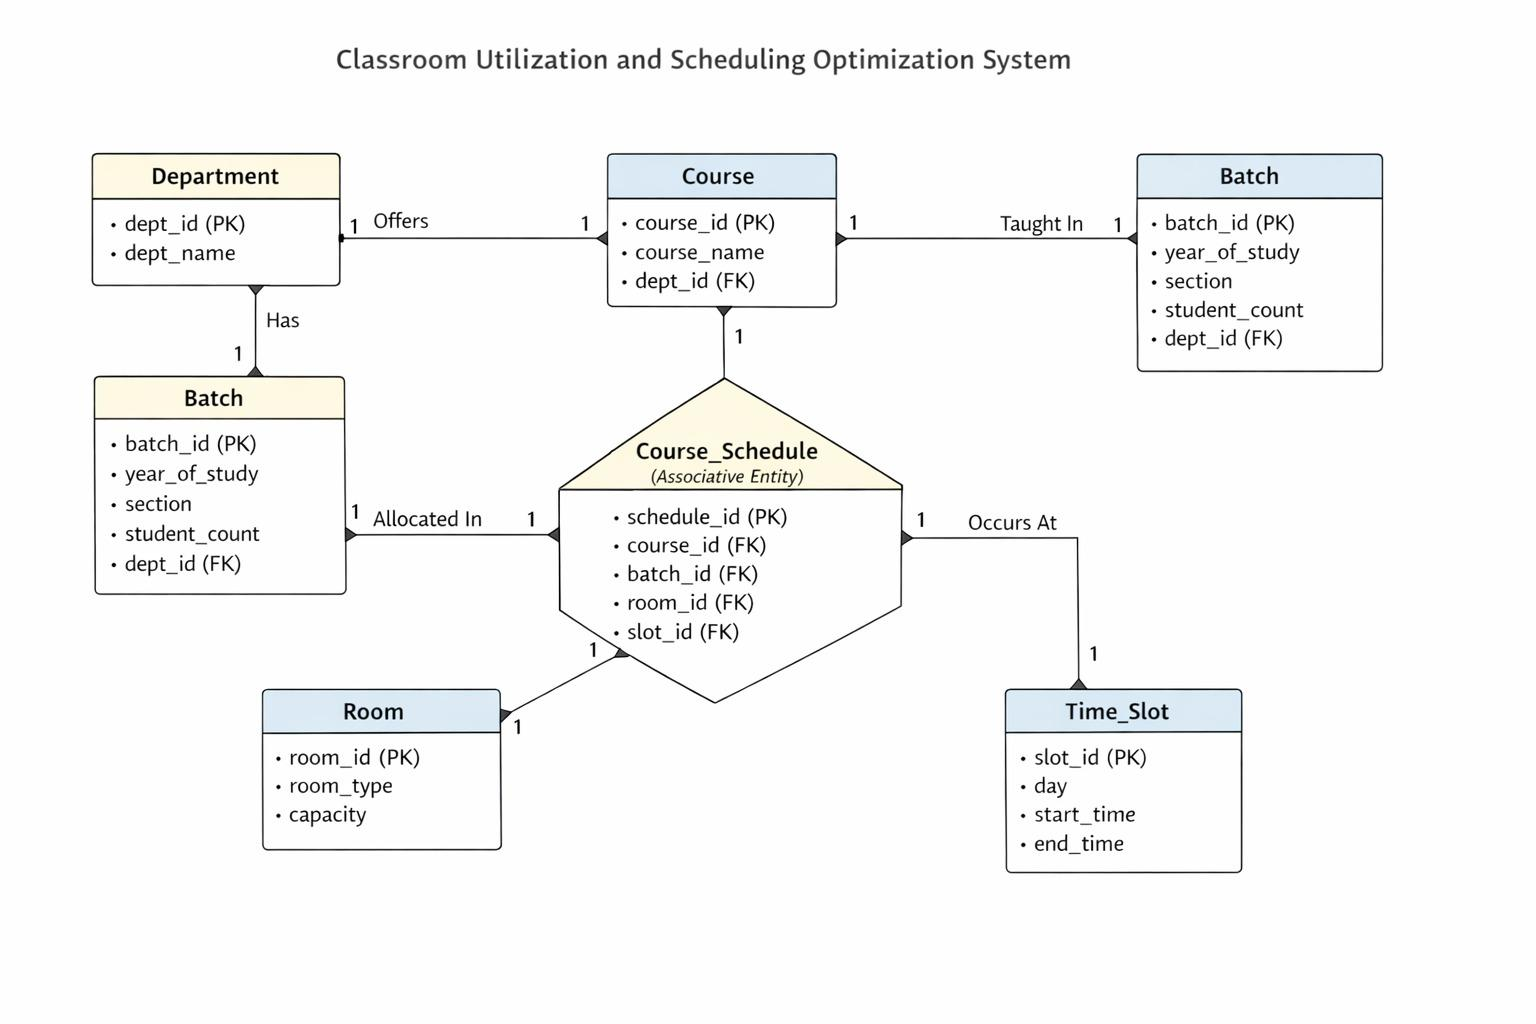 Classroom Utilization and Scheduling Optimization System
Department
• dept_id (PK)
• dept_name
1 Offers 1
Course
• course_id (PK)
• course_name
• dept_id (FK)
1 Taught In 1
Batch
• batch_id (PK)
• year_of_study
• section
• student_count
• dept_id (FK)
Has
1
1
Batch
• batch_id (PK)
• year_of_study
• section
• student_count
• dept_id (FK)
1 Allocated In 1
Course_Schedule
(Associative Entity)
• schedule_id (PK)
• course_id (FK)
• batch_id (FK)
• room_id (FK)
• slot_id (FK)
1 Occurs At
1
1
1
Room
• room_id (PK)
• room_type
• capacity
Time_Slot
• slot_id (PK)
• day
• start_time
• end_time